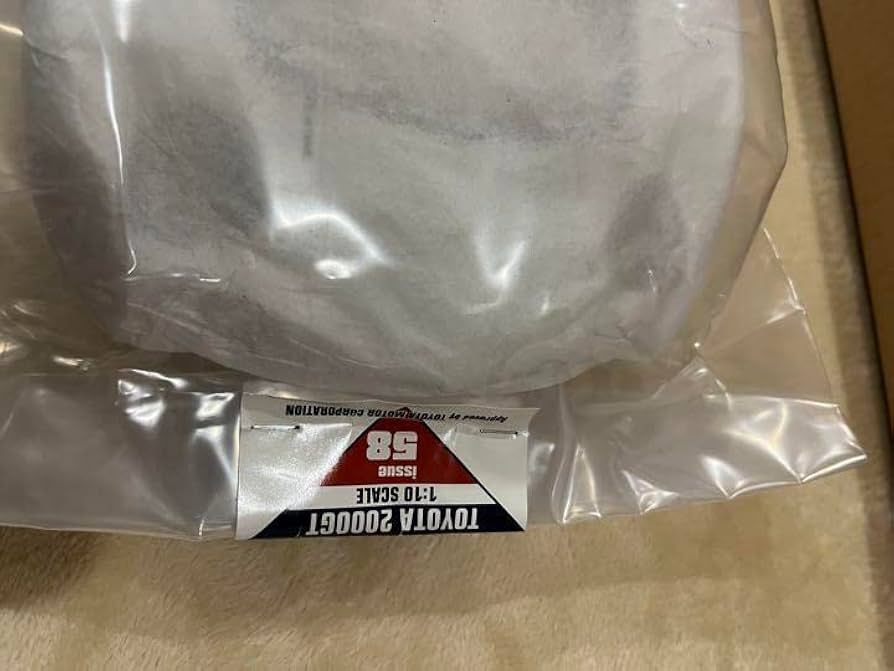 TOYOTA 2000GT
1:10 SCALE
issue
58
Approved by TOYOTA MOTOR CORPORATION